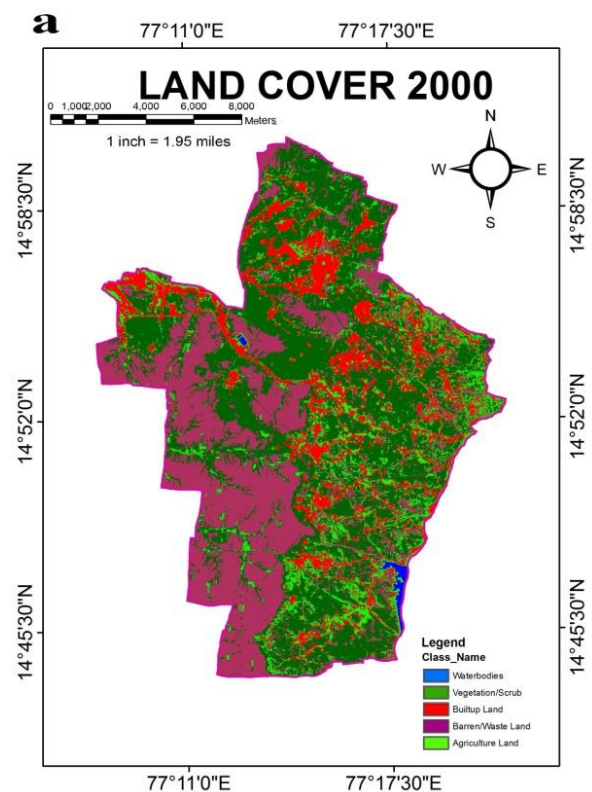 a
77°11'0"E 77°17'30"E
LAND COVER 2000
0 1,000 2,000 4,000 6,000 8,000
Meters
1 inch = 1.95 miles
N
W E
S
14°58'30"N 14°58'30"N
14°52'0"N 14°52'0"N
14°45'30"N 14°45'30"N
Legend
Class_Name
Waterbodies
Vegetation/Scrub
Builtup Land
Barren/Waste Land
Agriculture Land
77°11'0"E 77°17'30"E